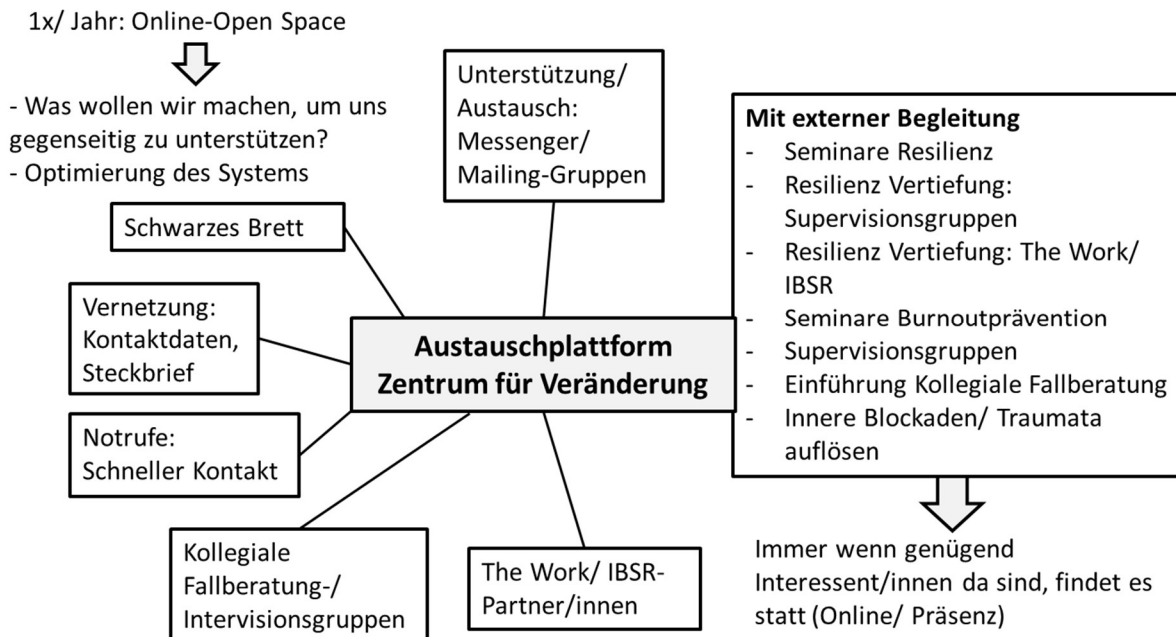 1x/ Jahr: Online-Open Space
- Was wollen wir machen, um uns
gegenseitig zu unterstützen?
- Optimierung des Systems
Unterstützung/
Austausch:
Messenger/
Mailing-Gruppen
Schwarzes Brett
Vernetzung:
Kontaktdaten,
Steckbrief
Notrufe:
Schneller Kontakt
Austauschplattform
Zentrum für Veränderung
Kollegiale
Fallberatung-/
Intervisionsgruppen
The Work/ IBSR-
Partner/innen
Mit externer Begleitung
- Seminare Resilienz
- Resilienz Vertiefung:
Supervisionsgruppen
- Resilienz Vertiefung: The Work/
IBSR
- Seminare Burnoutprävention
- Supervisionsgruppen
- Einführung Kollegiale Fallberatung
- Innere Blockaden/ Traumata
auflösen
Immer wenn genügend
Interessent/innen da sind, findet es
statt (Online/ Präsenz)